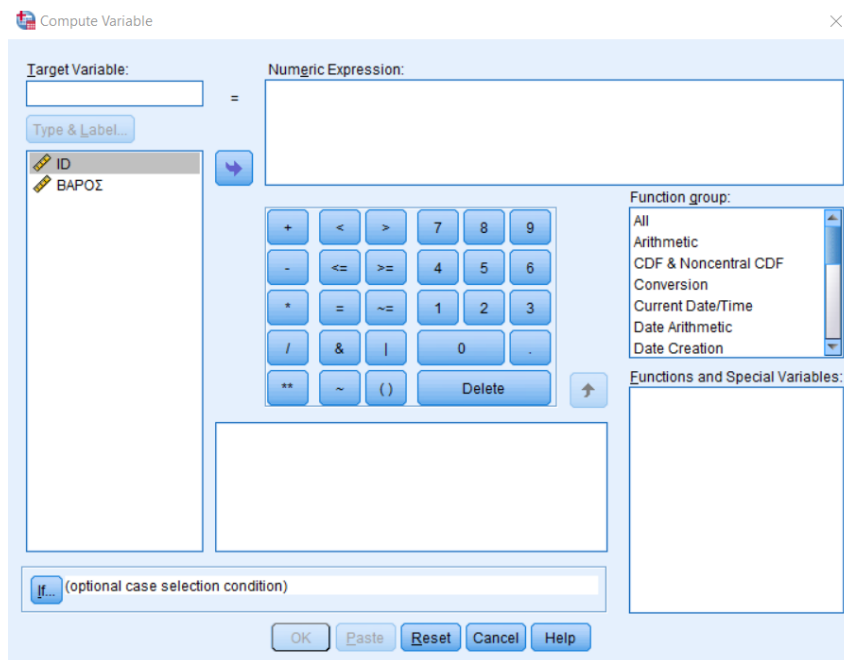 Compute Variable
Target Variable:
Numeric Expression:
=
Type & Label...
ID
ΒΑΡΟΣ
+ < > 7 8 9
- <= >= 4 5 6
* = ~= 1 2 3
/ & | 0 .
** ~ ( ) Delete
Function group:
All
Arithmetic
CDF & Noncentral CDF
Conversion
Current Date/Time
Date Arithmetic
Date Creation
Functions and Special Variables:
If... (optional case selection condition)
OK Paste Reset Cancel Help